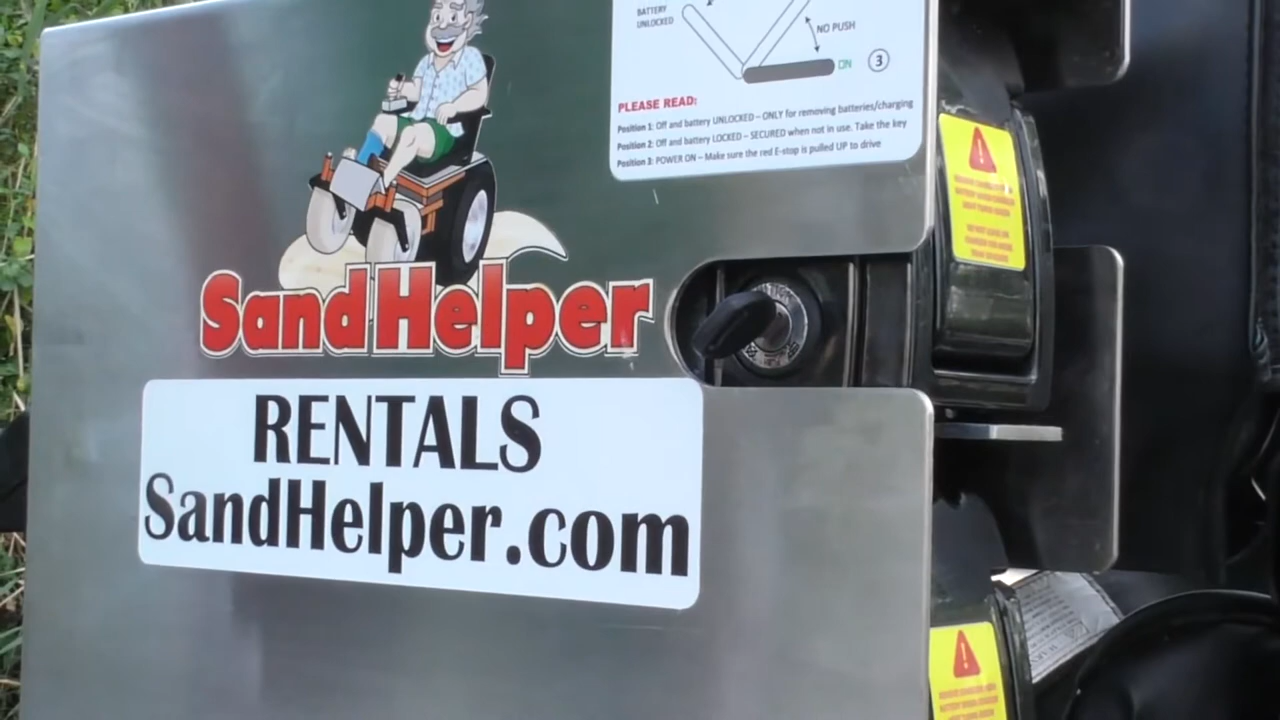 BATTERY
UNLOCKED
NO PUSH
ON
3
PLEASE READ:
Position 1: Off and battery UNLOCKED – ONLY for removing batteries/charging
Position 2: Off and battery LOCKED – SECURED when not in use. Take the key
Position 3: POWER ON – Make sure the red E-stop is pulled UP to drive
SandHelper
RENTALS
SandHelper.com